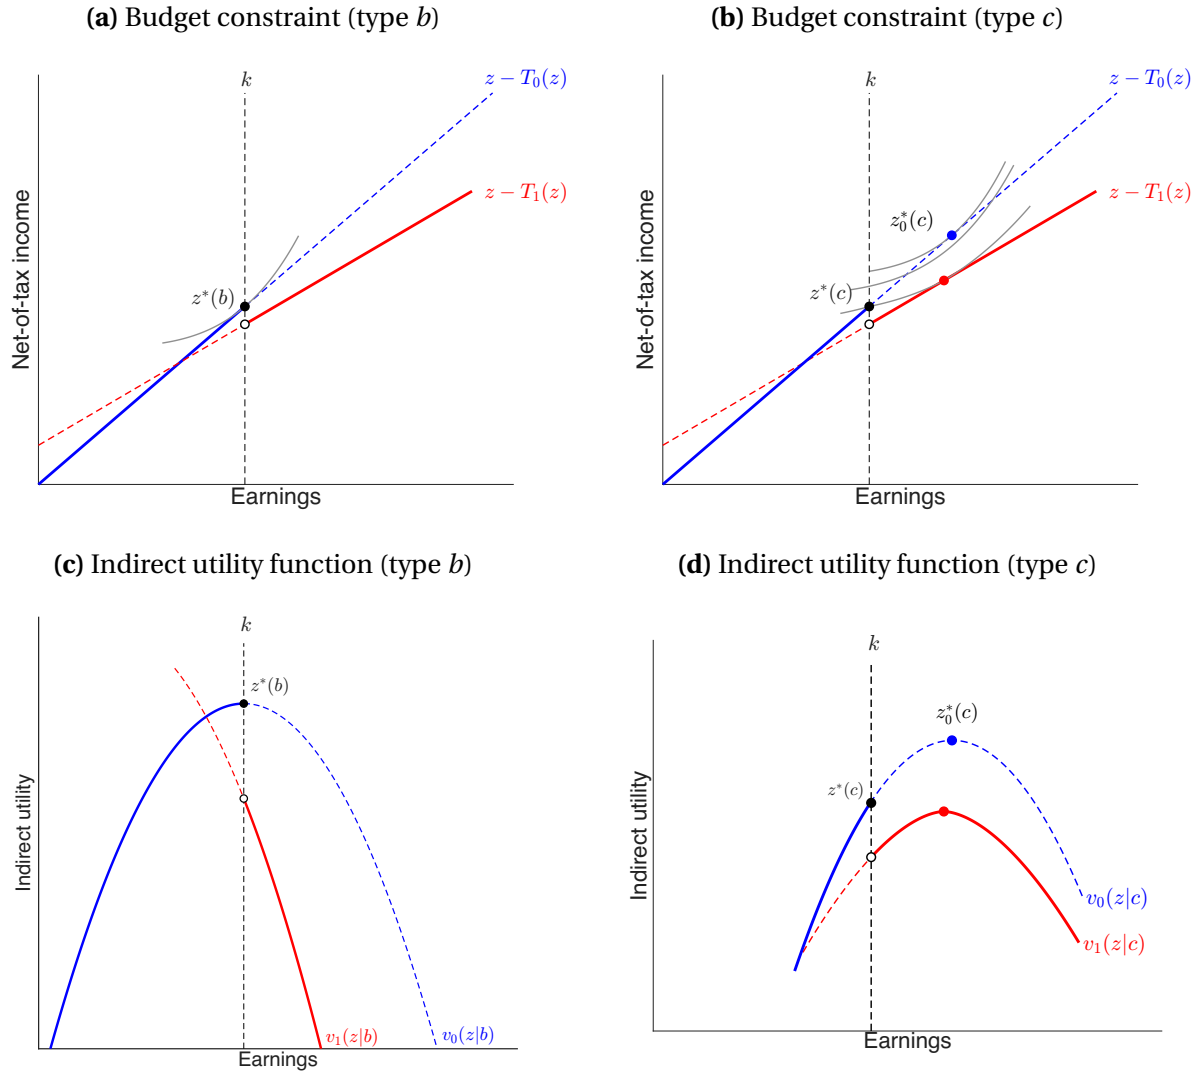 (a) Budget constraint (type b)
k
z − T₀(z)
z − T₁(z)
z*(b)
Net-of-tax income
Earnings
(b) Budget constraint (type c)
k
z − T₀(z)
z₀*(c)
z − T₁(z)
z*(c)
Net-of-tax income
Earnings
(c) Indirect utility function (type b)
k
z*(b)
Indirect utility
v₁(z|b)
v₀(z|b)
Earnings
(d) Indirect utility function (type c)
k
z₀*(c)
z*(c)
Indirect utility
v₀(z|c)
v₁(z|c)
Earnings